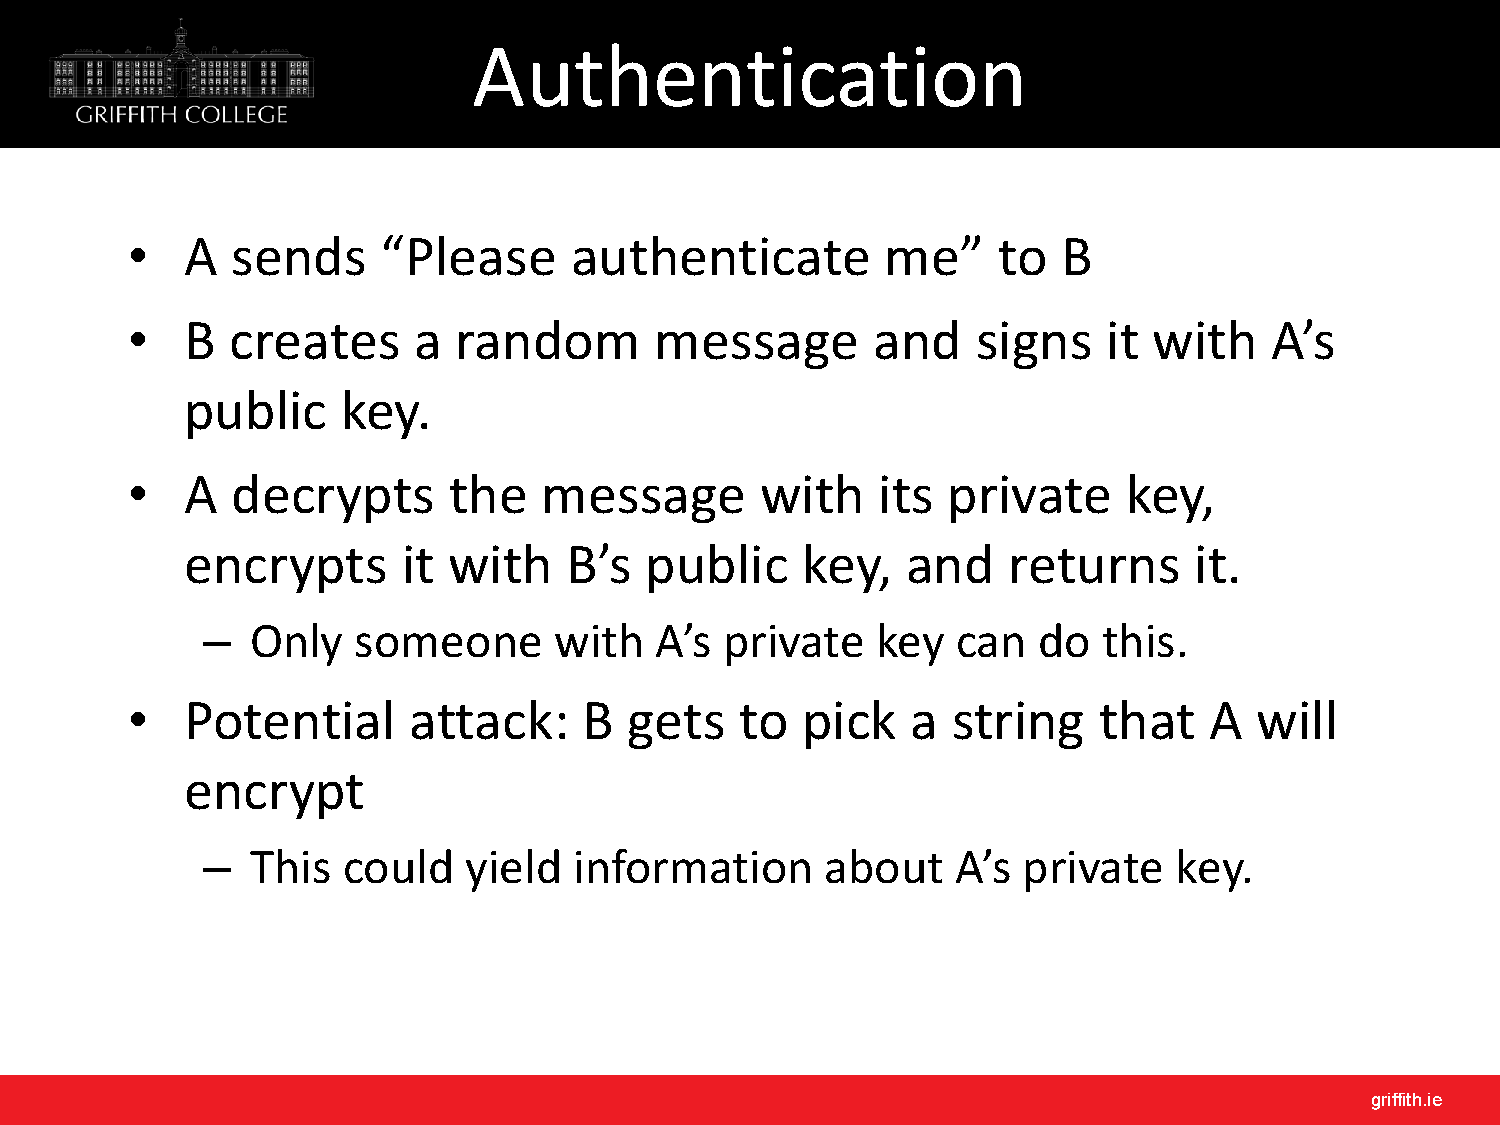 GRIFFITH COLLEGE
Authentication
• A sends “Please authenticate me” to B
• B creates a random message and signs it with A’s
public key.
• A decrypts the message with its private key,
encrypts it with B’s public key, and returns it.
– Only someone with A’s private key can do this.
• Potential attack: B gets to pick a string that A will
encrypt
– This could yield information about A’s private key.
griffith.ie